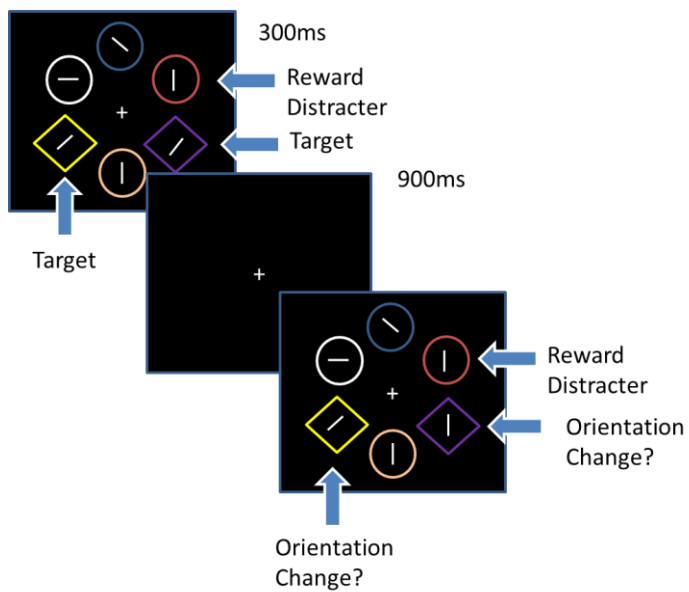 300ms
Reward
Distracter
Target
Target
900ms
Reward
Distracter
Orientation
Change?
Orientation
Change?